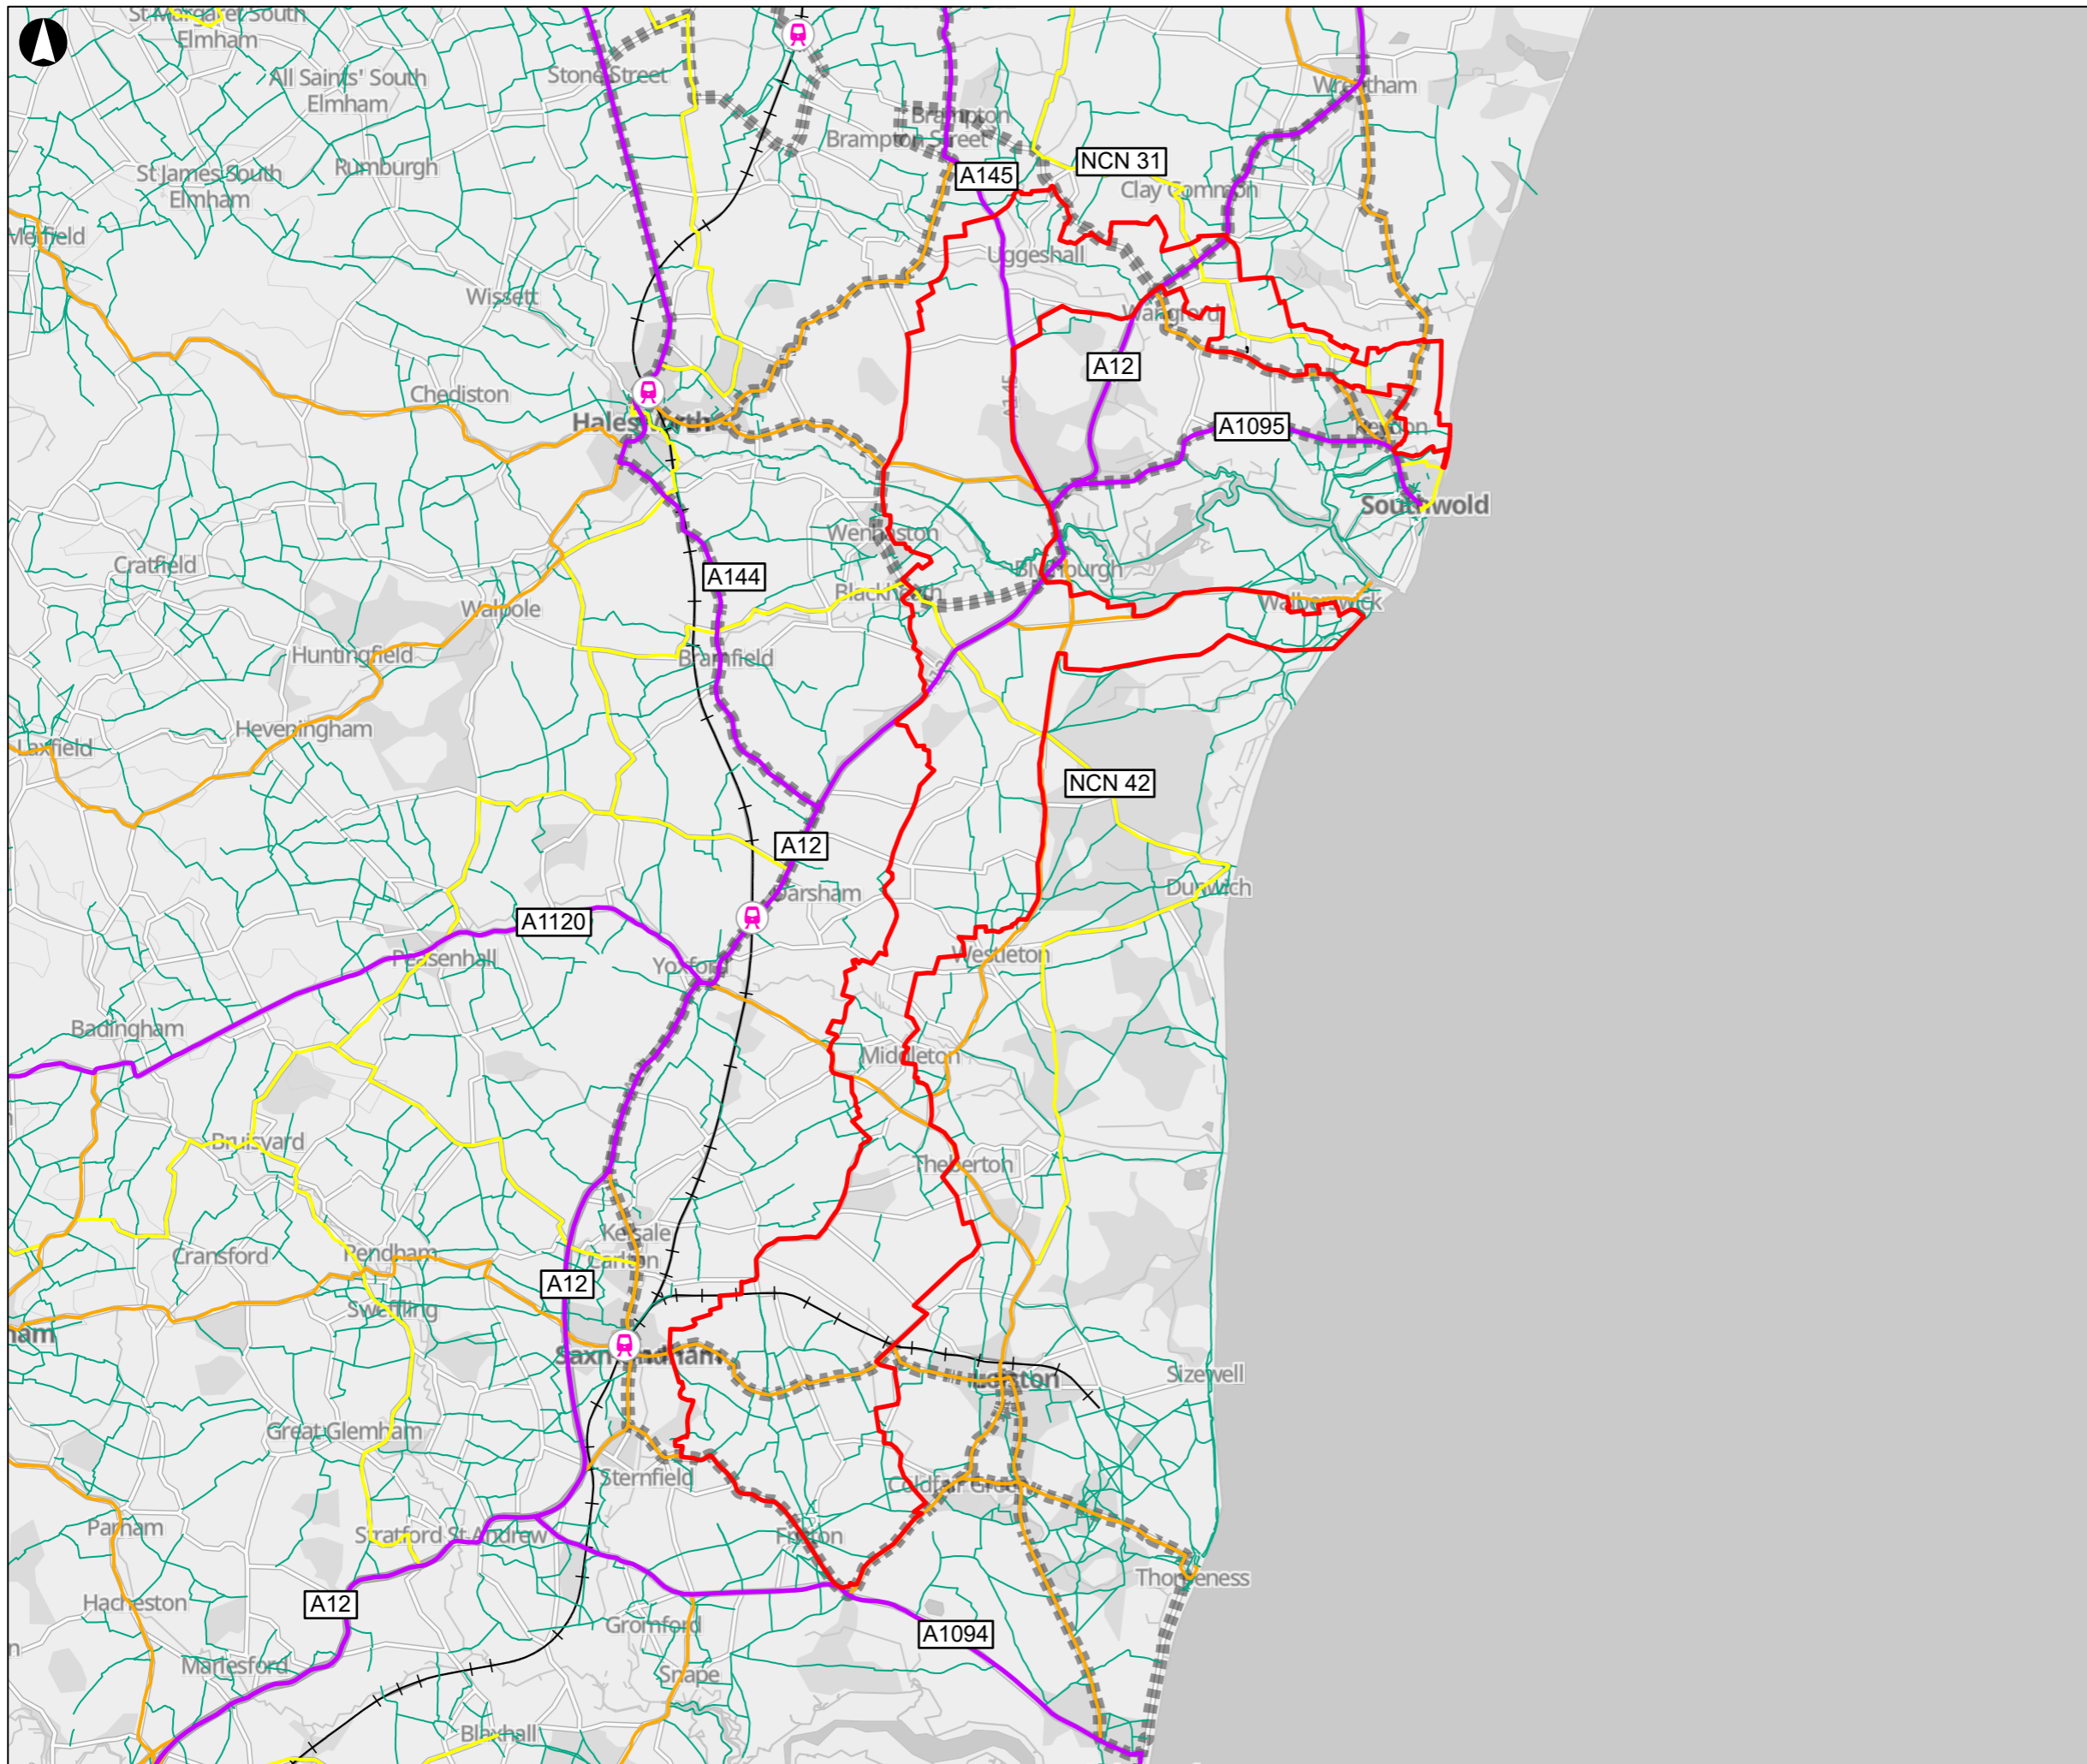 St Margaret South
Elmham
All Saints' South
Elmham
Stone Street
Wrentham
Brampton
Brampton Street
NCN 31
A145
Clay Common
St James South
Elmham
Rumburgh
Uggeshall
Wissett
Wangford
A12
A145
Chediston
Halesworth
A1095
Reydon
Southwold
Wenhaston
Cratfield
Blythburgh
A144
Blackheath
Walberswick
Walpole
Huntingfield
Bramfield
A12
Heveningham
Laxfield
NCN 42
A12
Dunwich
Darsham
A1120
Peasenhall
Yoxford
Westleton
Badingham
Middleton
Bruisyard
Theberton
Kelsale
Carlton
Cransford
Rendham
A12
Sweffling
ham
Saxmundham
Leiston
Sizewell
Great Glemham
Sternfield
Coldfair Green
Parham
Stratford St Andrew
Friston
Thorpeness
Hacheston
A12
Gromford
A1094
Marlesford
Snape
Blaxhall